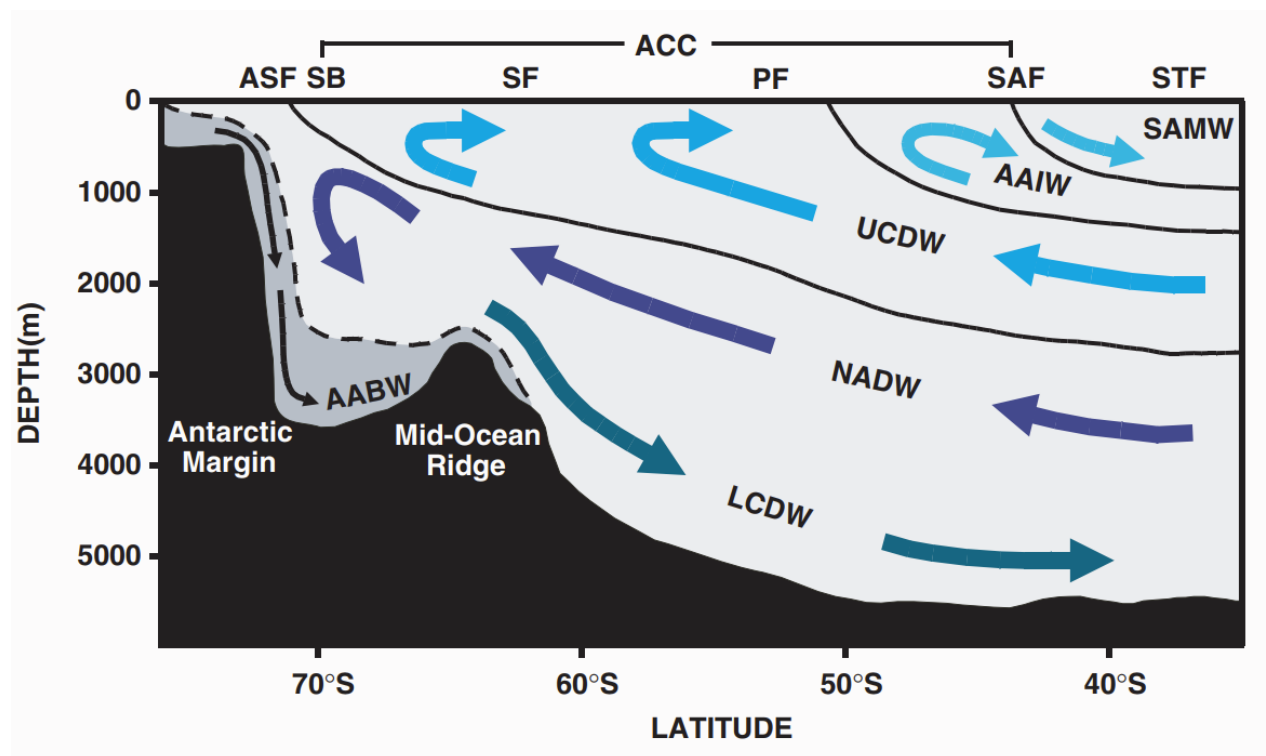 ACC
ASF SB SF PF SAF STF
0
SAMW
AAIW
1000
UCDW
2000
NADW
3000
AABW
Antarctic
Margin
Mid-Ocean
Ridge
4000
LCDW
5000
DEPTH(m)
70°S 60°S 50°S 40°S
LATITUDE